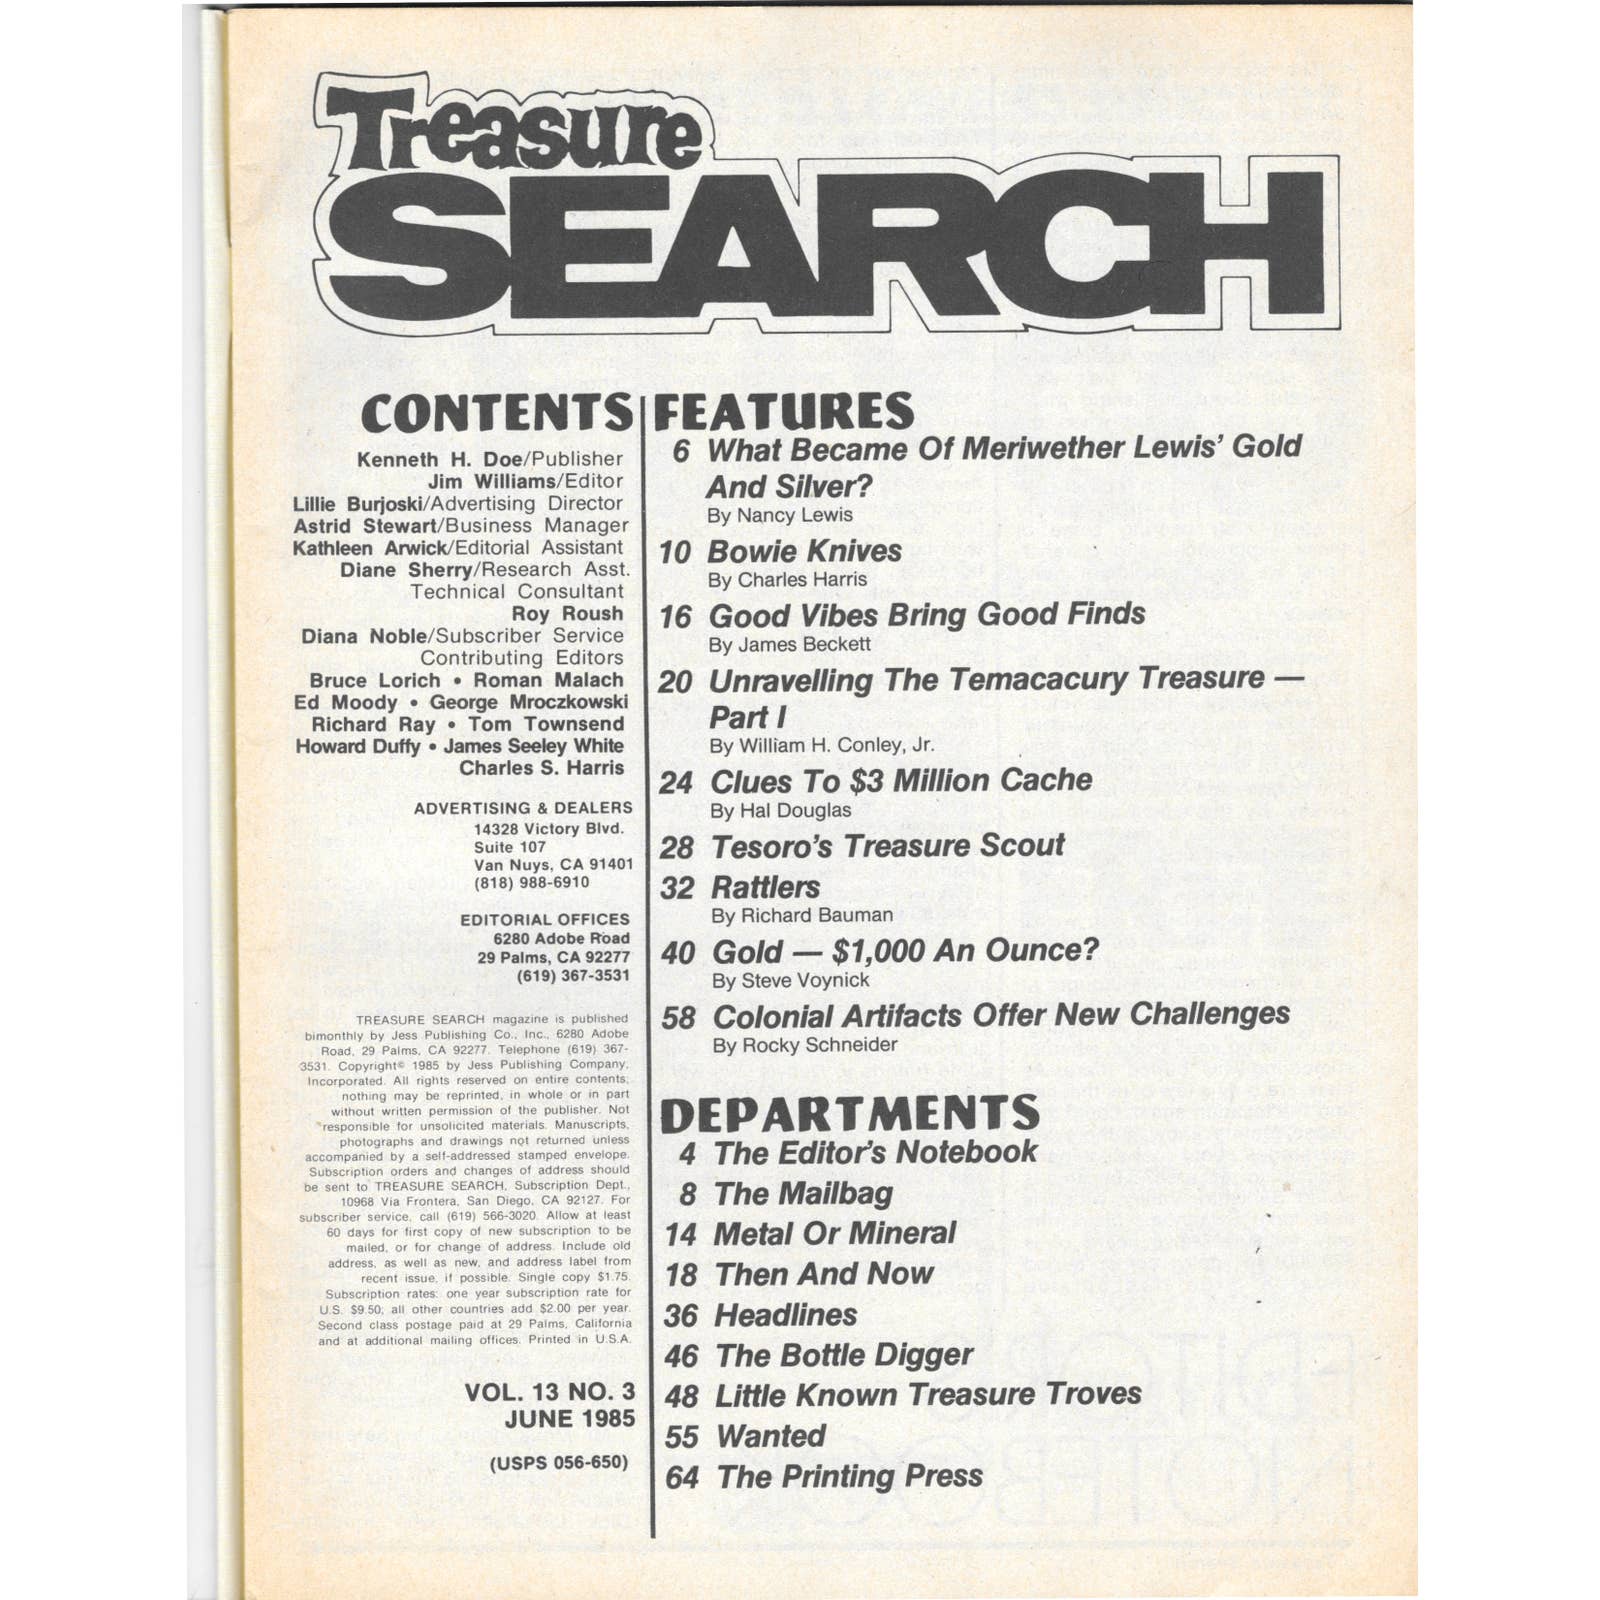 Treasure
SEARCH
CONTENTS
Kenneth H. Doe/Publisher
Jim Williams/Editor
Lillie Burjoski/Advertising Director
Astrid Stewart/Business Manager
Kathleen Arwick/Editorial Assistant
Diane Sherry/Research Asst.
Technical Consultant
Roy Roush
Diana Noble/Subscriber Service
Contributing Editors
Bruce Lorich • Roman Malach
Ed Moody • George Mroczkowski
Richard Ray • Tom Townsend
Howard Duffy • James Seeley White
Charles S. Harris
ADVERTISING & DEALERS
14328 Victory Blvd.
Suite 107
Van Nuys, CA 91401
(818) 988-6910
EDITORIAL OFFICES
6280 Adobe Road
29 Palms, CA 92277
(619) 367-3531
TREASURE SEARCH magazine is published
bimonthly by Jess Publishing Co., Inc., 6280 Adobe
Road, 29 Palms, CA 92277. Telephone (619) 367-
3531. Copyright© 1985 by Jess Publishing Company,
Incorporated. All rights reserved on entire contents;
nothing may be reprinted, in whole or in part
without written permission of the publisher. Not
responsible for unsolicited materials. Manuscripts,
photographs and drawings not returned unless
accompanied by a self-addressed stamped envelope.
Subscription orders and changes of address should
be sent to TREASURE SEARCH, Subscription Dept.,
10968 Via Frontera, San Diego, CA 92127. For
subscriber service, call (619) 566-3020. Allow at least
60 days for first copy of new subscription to be
mailed, or for change of address. Include old
address, as well as new, and address label from
recent issue, if possible. Single copy $1.75.
Subscription rates: one year subscription rate for
U.S. $9.50; all other countries add $2.00 per year.
Second class postage paid at 29 Palms, California
and at additional mailing offices. Printed in U.S.A.
VOL. 13 NO. 3
JUNE 1985
(USPS 056-650)
FEATURES
6 What Became Of Meriwether Lewis' Gold
And Silver?
By Nancy Lewis
10 Bowie Knives
By Charles Harris
16 Good Vibes Bring Good Finds
By James Beckett
20 Unravelling The Temacacury Treasure —
Part I
By William H. Conley, Jr.
24 Clues To $3 Million Cache
By Hal Douglas
28 Tesoro's Treasure Scout
32 Rattlers
By Richard Bauman
40 Gold — $1,000 An Ounce?
By Steve Voynick
58 Colonial Artifacts Offer New Challenges
By Rocky Schneider
DEPARTMENTS
4 The Editor's Notebook
8 The Mailbag
14 Metal Or Mineral
18 Then And Now
36 Headlines
46 The Bottle Digger
48 Little Known Treasure Troves
55 Wanted
64 The Printing Press